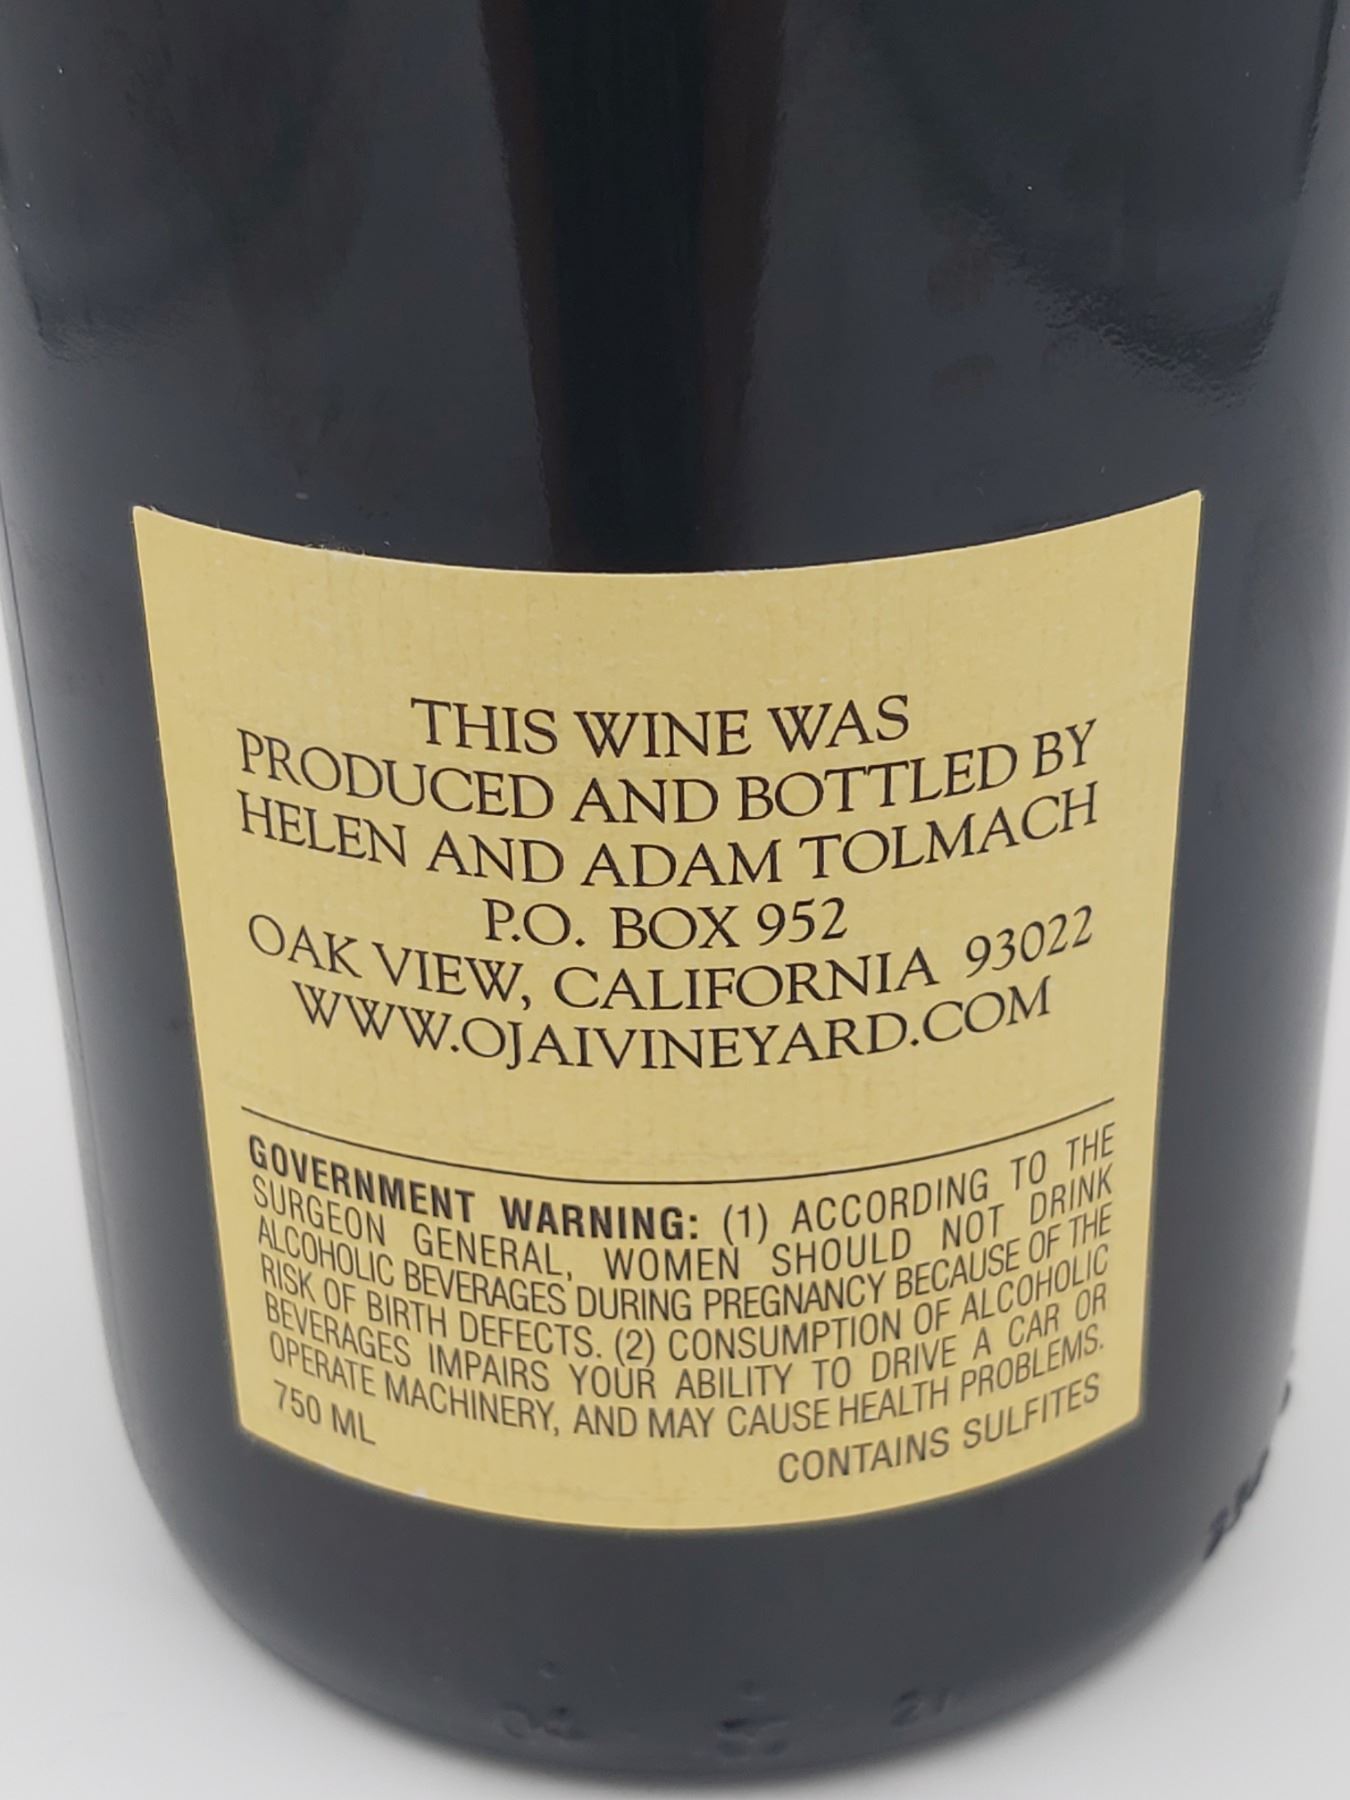 THIS WINE WAS
PRODUCED AND BOTTLED BY
HELEN AND ADAM TOLMACH
P.O. BOX 952
OAK VIEW, CALIFORNIA 93022
WWW.OJAIVINEYARD.COM
GOVERNMENT WARNING: (1) ACCORDING TO THE
SURGEON GENERAL, WOMEN SHOULD NOT DRINK
ALCOHOLIC BEVERAGES DURING PREGNANCY BECAUSE OF THE
RISK OF BIRTH DEFECTS. (2) CONSUMPTION OF ALCOHOLIC
BEVERAGES IMPAIRS YOUR ABILITY TO DRIVE A CAR OR
OPERATE MACHINERY, AND MAY CAUSE HEALTH PROBLEMS.
750 ML
CONTAINS SULFITES